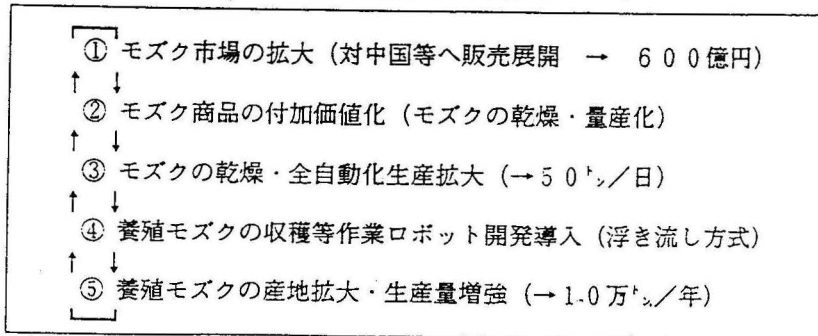 ① モズク市場の拡大（対中国等へ販売展開 → 600億円）
↑ ↓
② モズク商品の付加価値化（モズクの乾燥・量産化）
↑ ↓
③ モズクの乾燥・全自動化生産拡大（→50㌧／日）
↑ ↓
④ 養殖モズクの収穫等作業ロボット開発導入（浮き流し方式）
↑ ↓
⑤ 養殖モズクの産地拡大・生産量増強（→10万㌧／年）